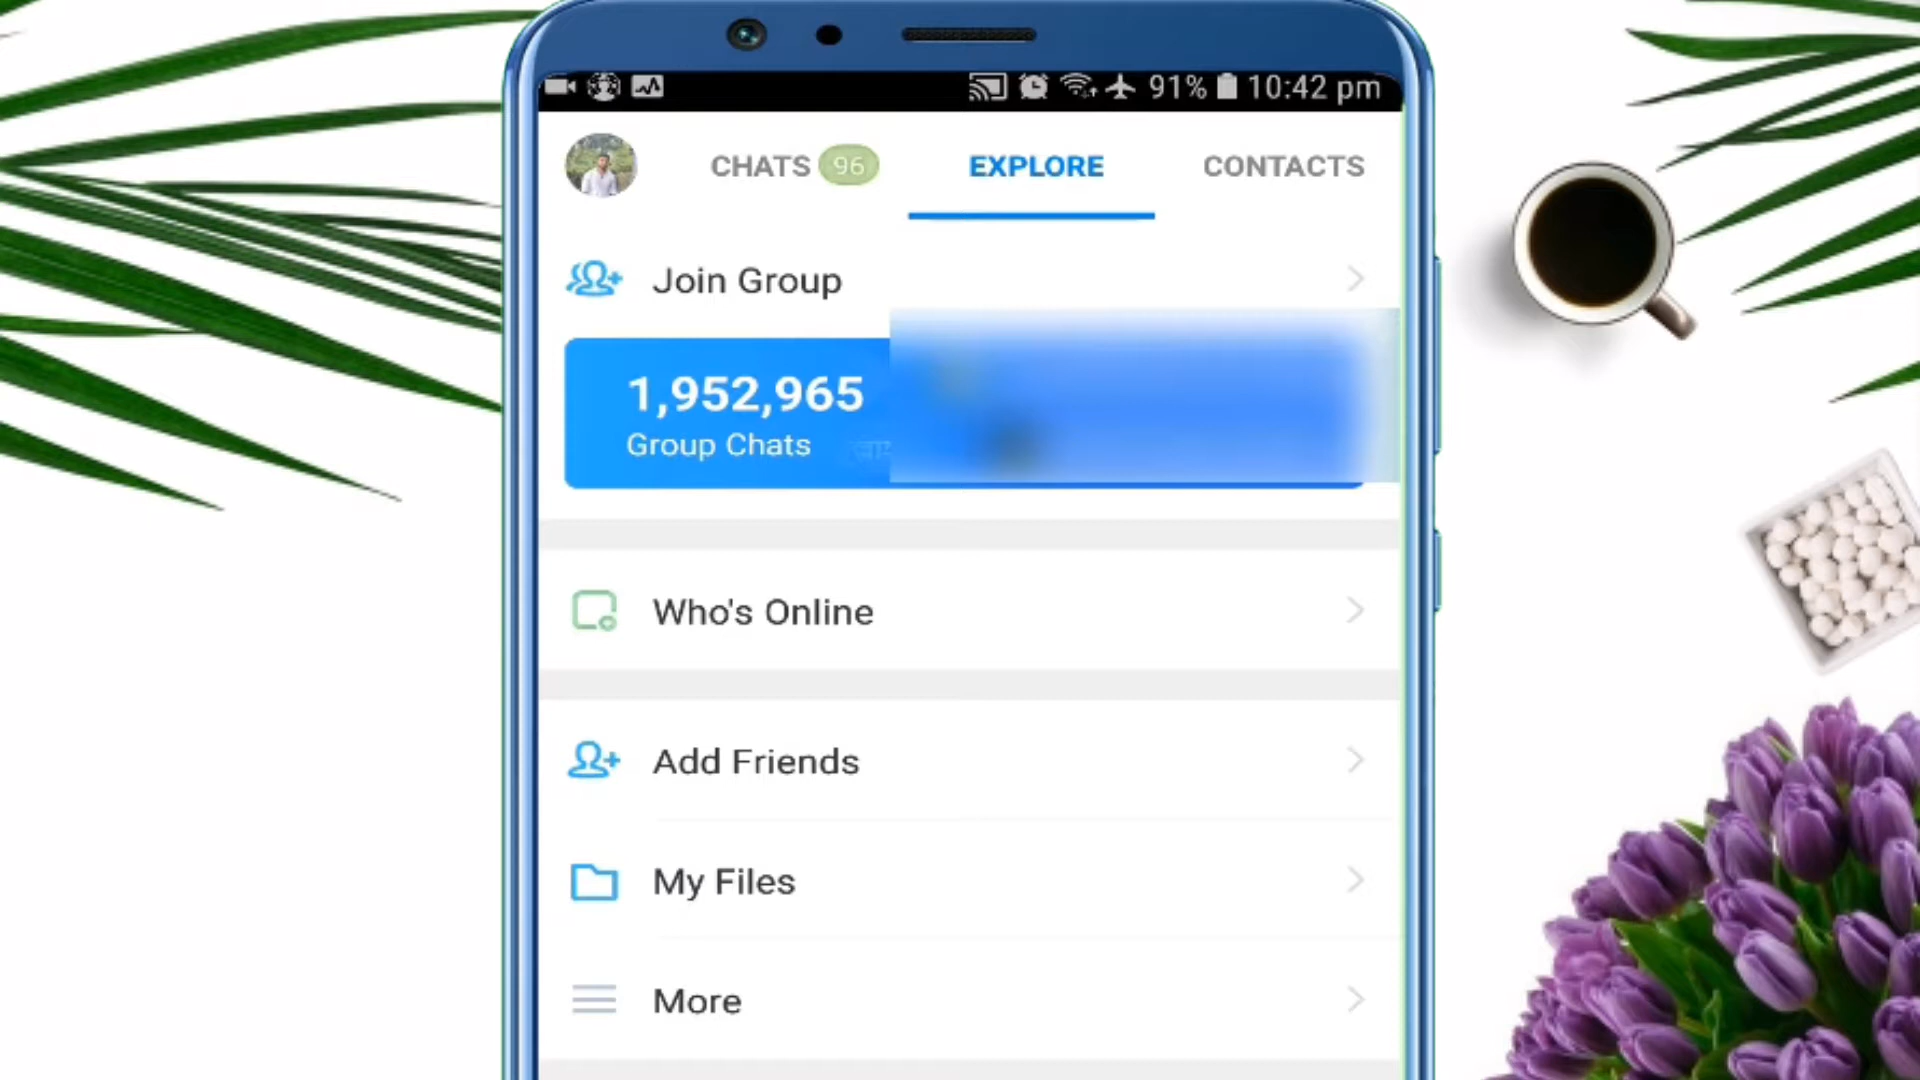 91% 10:42 pm
CHATS 96 EXPLORE CONTACTS
Join Group
1,952,965
Group Chats
Who's Online
Add Friends
My Files
More